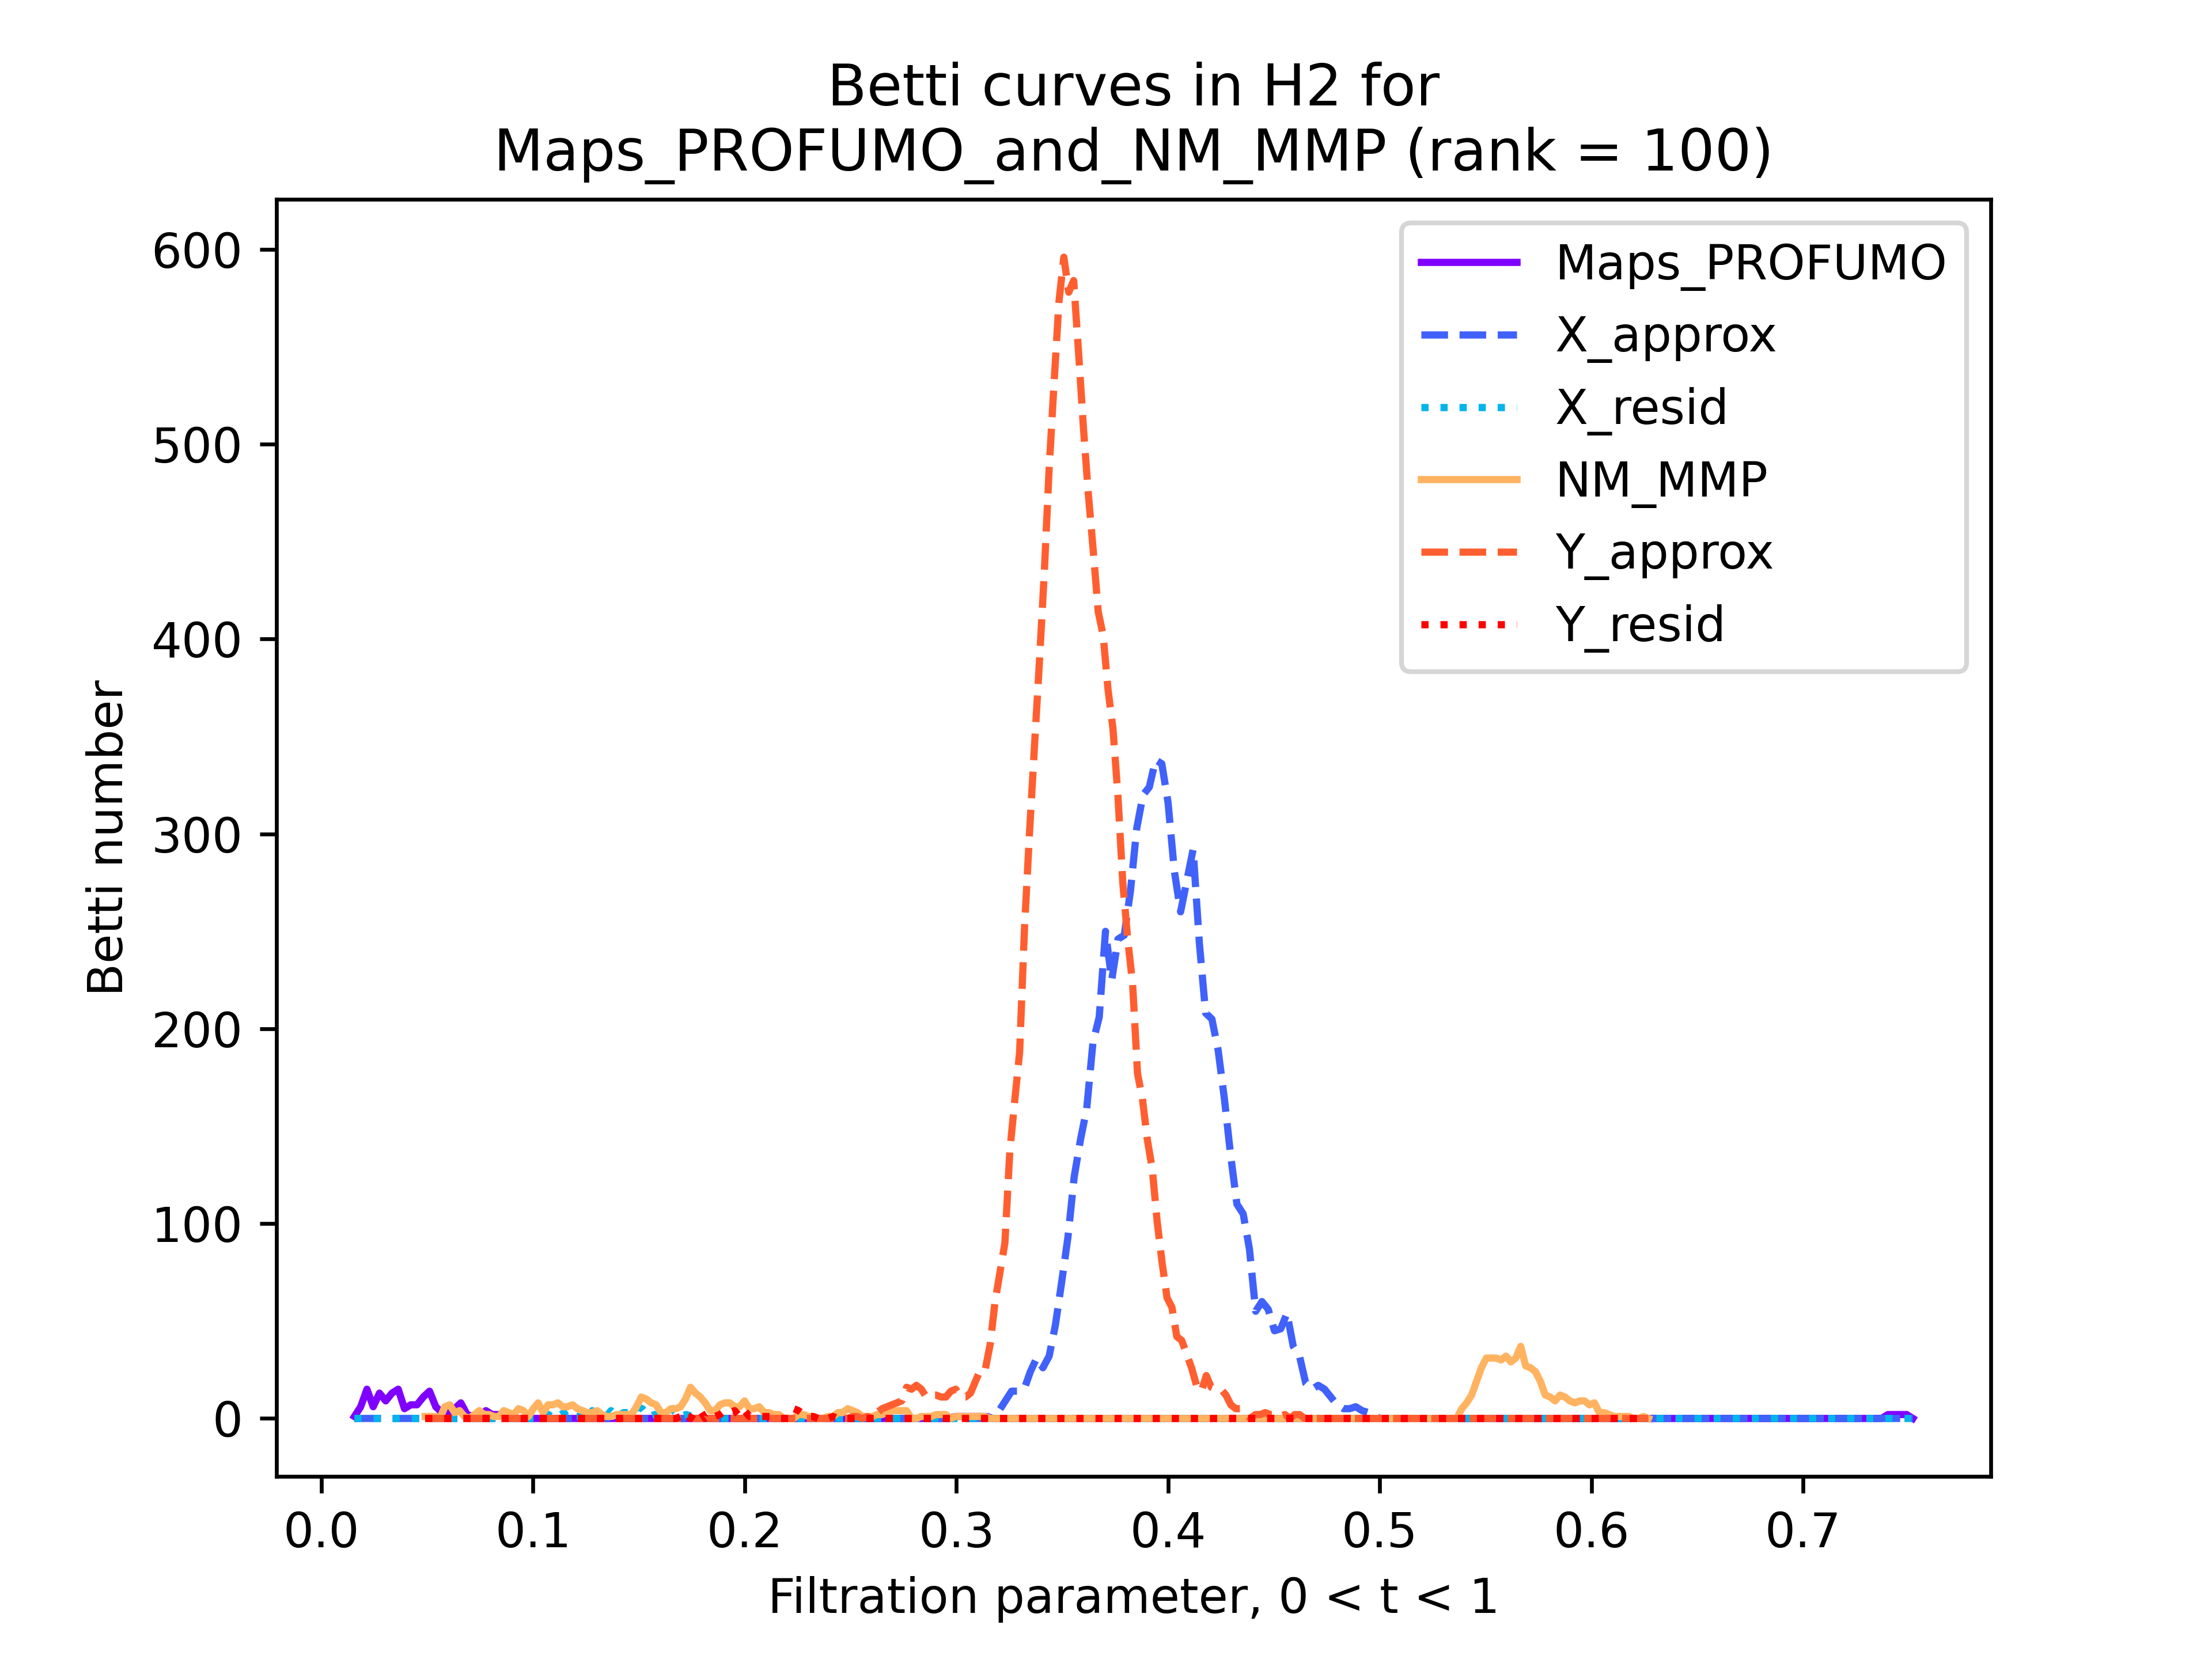 Betti curves in H2 for
Maps_PROFUMO_and_NM_MMP (rank = 100)
600
500
400
300
200
100
0
Betti number
Maps_PROFUMO
X_approx
X_resid
NM_MMP
Y_approx
Y_resid
0.0 0.1 0.2 0.3 0.4 0.5 0.6 0.7
Filtration parameter, 0 < t < 1